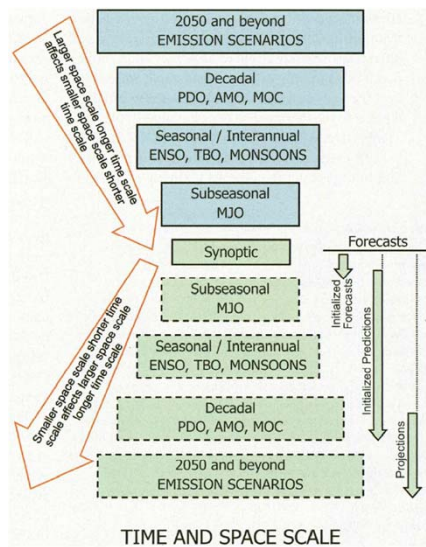 2050 and beyond
EMISSION SCENARIOS
Decadal
PDO, AMO, MOC
Seasonal / Interannual
ENSO, TBO, MONSOONS
Subseasonal
MJO
Larger space scale longer time scale
affects smaller space scale shorter
time scale
Synoptic
Forecasts
Subseasonal
MJO
Seasonal / Interannual
ENSO, TBO, MONSOONS
Decadal
PDO, AMO, MOC
2050 and beyond
EMISSION SCENARIOS
Smaller space scale shorter time
scale affects larger space scale
longer time scale
Initialized
Forecasts
Initialized Predictions
Projections
TIME AND SPACE SCALE